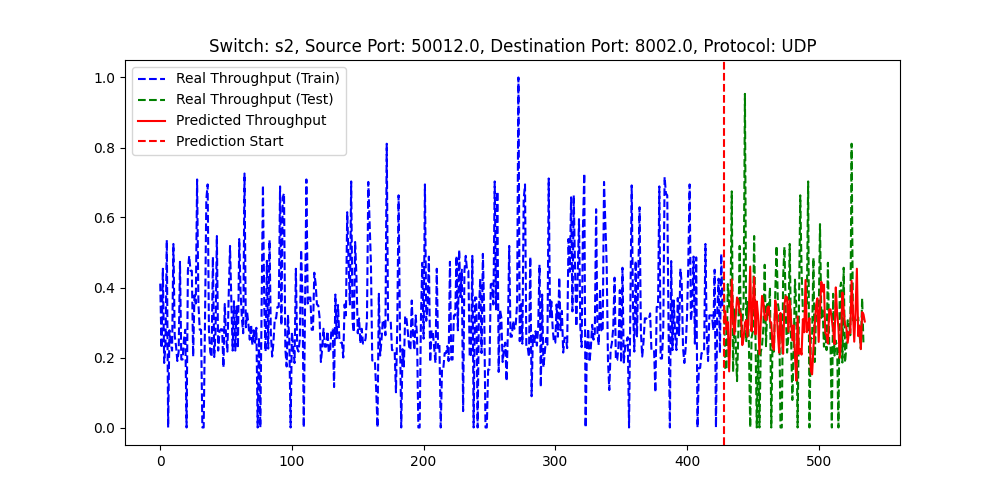 Switch: s2, Source Port: 50012.0, Destination Port: 8002.0, Protocol: UDP
Real Throughput (Train)
Real Throughput (Test)
Predicted Throughput
Prediction Start
1.0
0.8
0.6
0.4
0.2
0.0
0 100 200 300 400 500